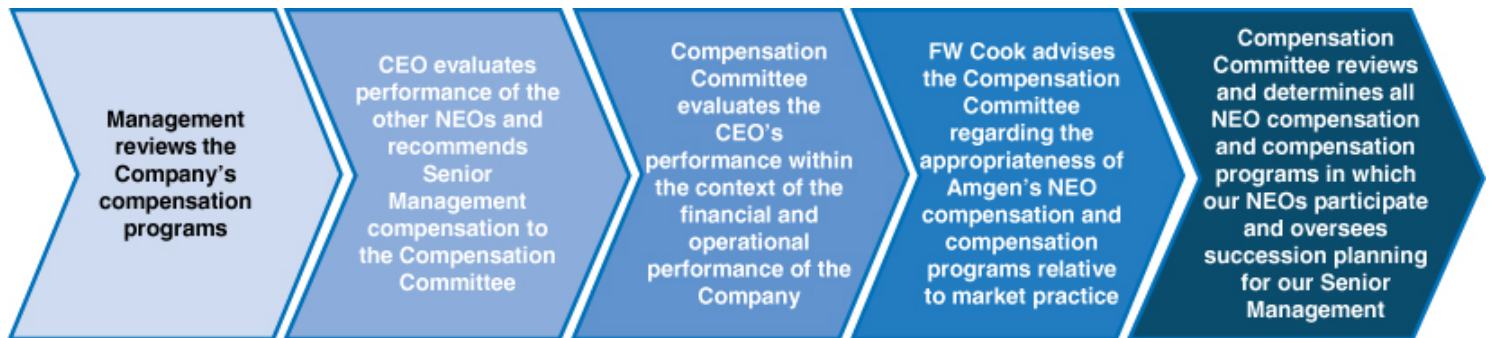 Management
reviews the
Company's
compensation
programs
CEO evaluates
performance of the
other NEOs and
recommends
Senior
Management
compensation to
the Compensation
Committee
Compensation
Committee
evaluates the
CEO's
performance within
the context of the
financial and
operational
performance of the
Company
FW Cook advises
the Compensation
Committee
regarding the
appropriateness of
Amgen's NEO
compensation and
compensation
programs relative
to market practice
Compensation
Committee reviews
and determines all
NEO compensation
and compensation
programs in which
our NEOs participate
and oversees
succession planning
for our Senior
Management